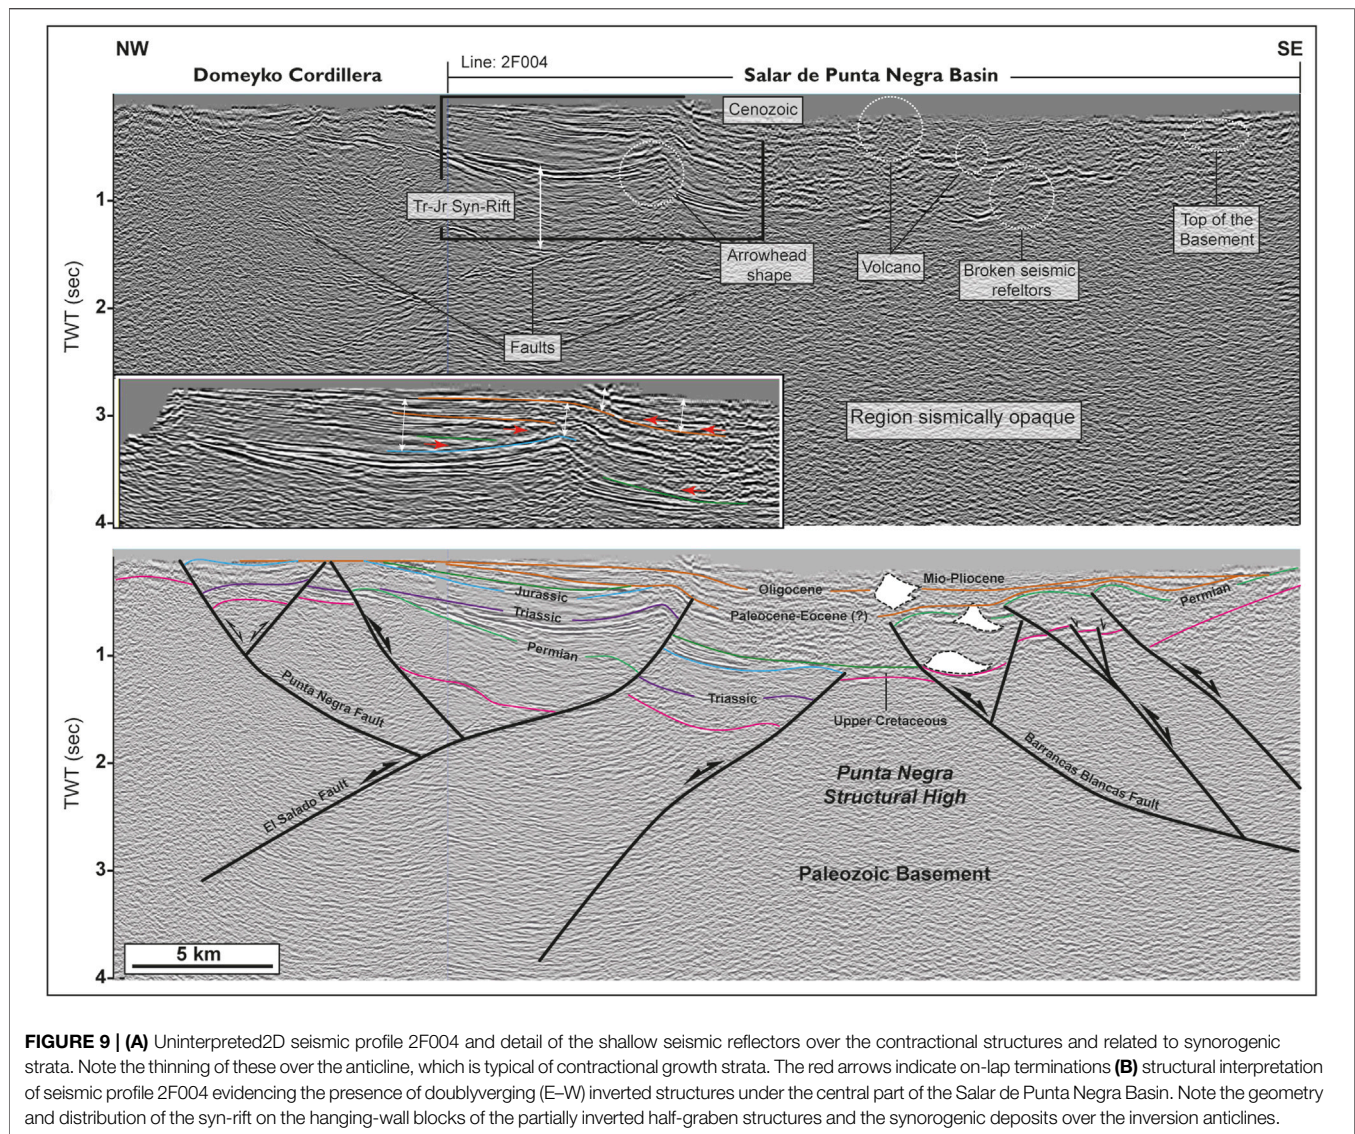 NW
SE
Line: 2F004
Domeyko Cordillera
Salar de Punta Negra Basin
Cenozoic
Tr-Jr Syn-Rift
Arrowhead
shape
Volcano
Broken seismic
refeltors
Top of the
Basement
Faults
Region sismically opaque
TWT (sec)
1
2
3
4
Oligocene
Mio-Pliocene
Jurassic
Triassic
Paleocene-Eocene (?)
Permian
Permian
Triassic
Upper Cretaceous
Punta Negra Fault
El Salado Fault
Barrancas Blancas Fault
Punta Negra
Structural High
Paleozoic Basement
TWT (sec)
1
2
3
4
5 km
FIGURE 9 | (A) Uninterpreted2D seismic profile 2F004 and detail of the shallow seismic reflectors over the contractional structures and related to synorogenic
strata. Note the thinning of these over the anticline, which is typical of contractional growth strata. The red arrows indicate on-lap terminations (B) structural interpretation
of seismic profile 2F004 evidencing the presence of doublyverging (E–W) inverted structures under the central part of the Salar de Punta Negra Basin. Note the geometry
and distribution of the syn-rift on the hanging-wall blocks of the partially inverted half-graben structures and the synorogenic deposits over the inversion anticlines.